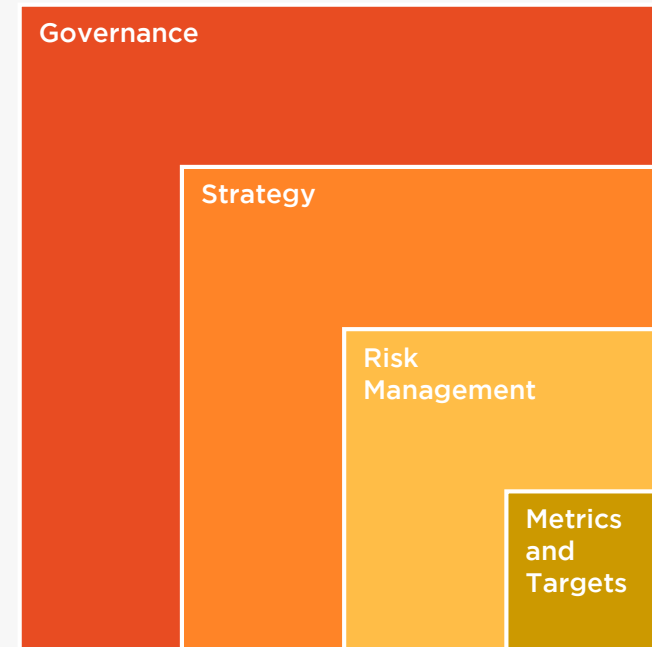 Governance
Strategy
Risk
Management
Metrics
and
Targets